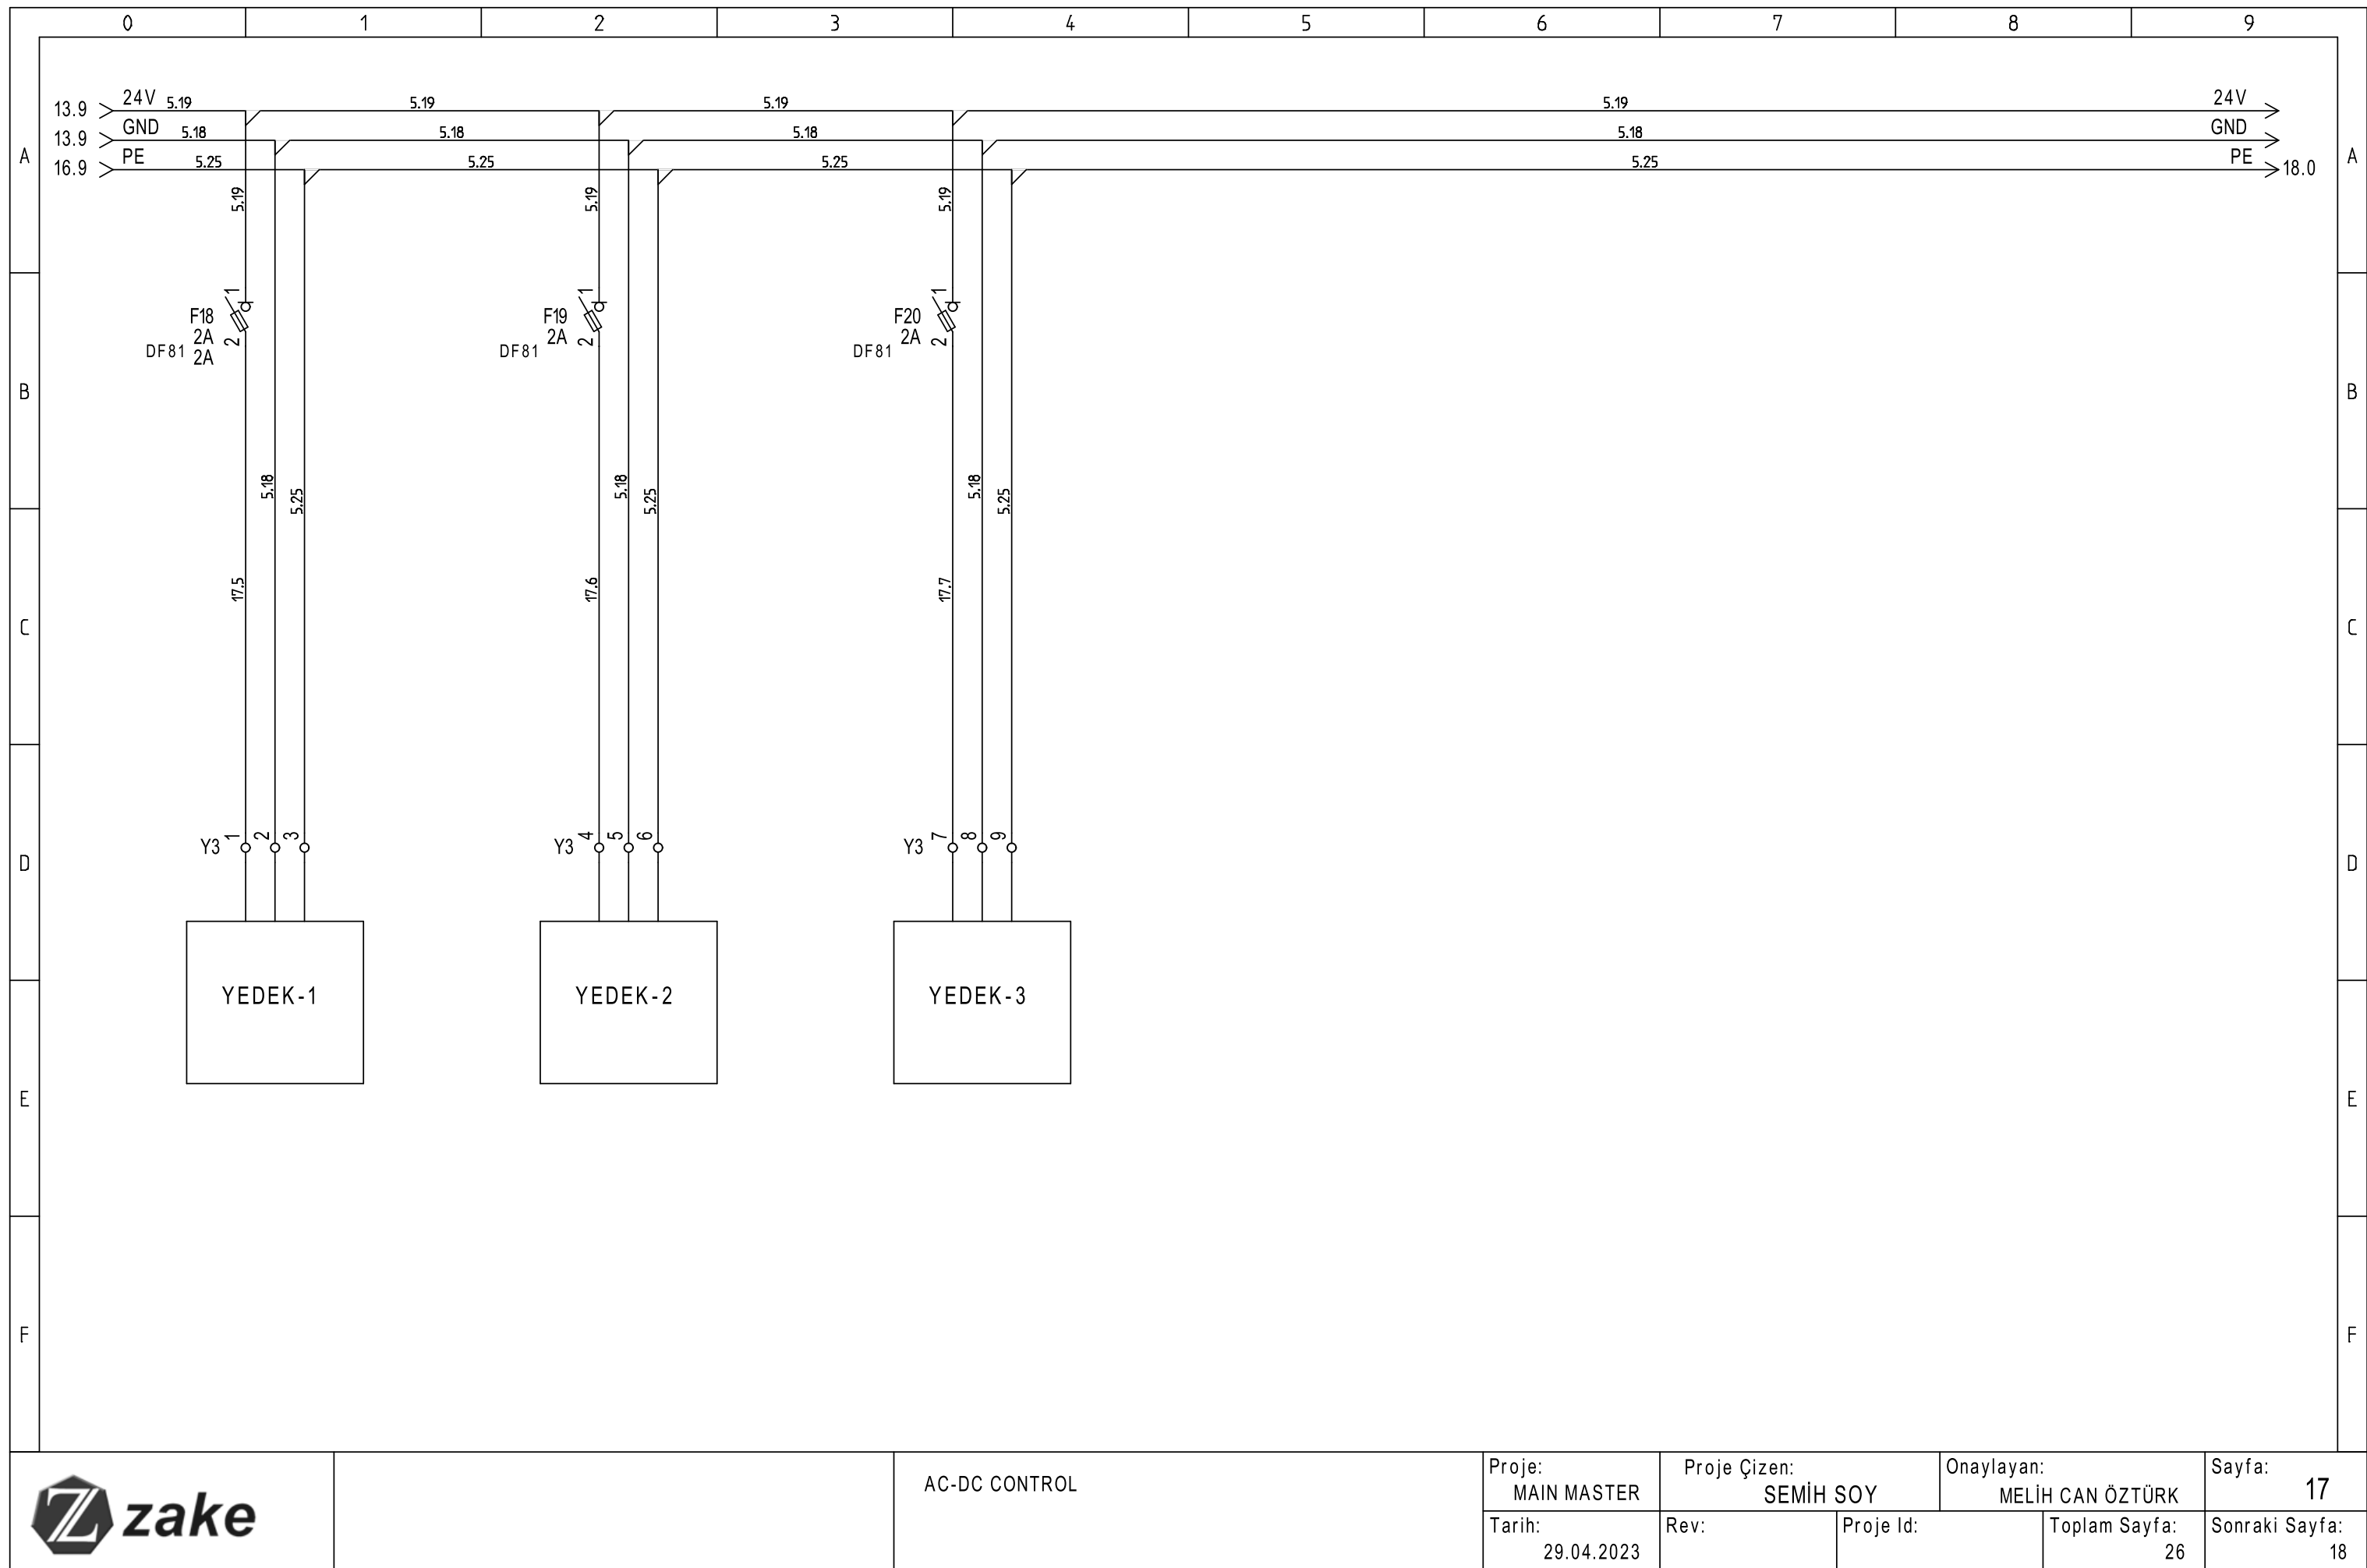 0 1 2 3 4 5 6 7 8 9
13.9 24V 5.19 5.19 5.19 5.19 24V
13.9 GND 5.18 5.18 5.18 5.18 GND
16.9 PE 5.25 5.25 5.25 5.25 PE 18.0
A A
5.19 5.19 5.19
1 1 1
F18 F19 F20
2A 2A 2A
2 2 2
DF81 DF81 DF81
2A
B B
5.18 5.25 5.18 5.25 5.18 5.25
17.5 17.6 17.7
C C
Y3 1 2 3 Y3 4 5 6 Y3 7 8 9
D D
YEDEK-1 YEDEK-2 YEDEK-3
E E
F F
zake
AC-DC CONTROL
Proje:
MAIN MASTER
Proje Çizen:
SEMİH SOY
Onaylayan:
MELİH CAN ÖZTÜRK
Sayfa:
17
Tarih:
29.04.2023
Rev:
Proje Id:
Toplam Sayfa:
26
Sonraki Sayfa:
18